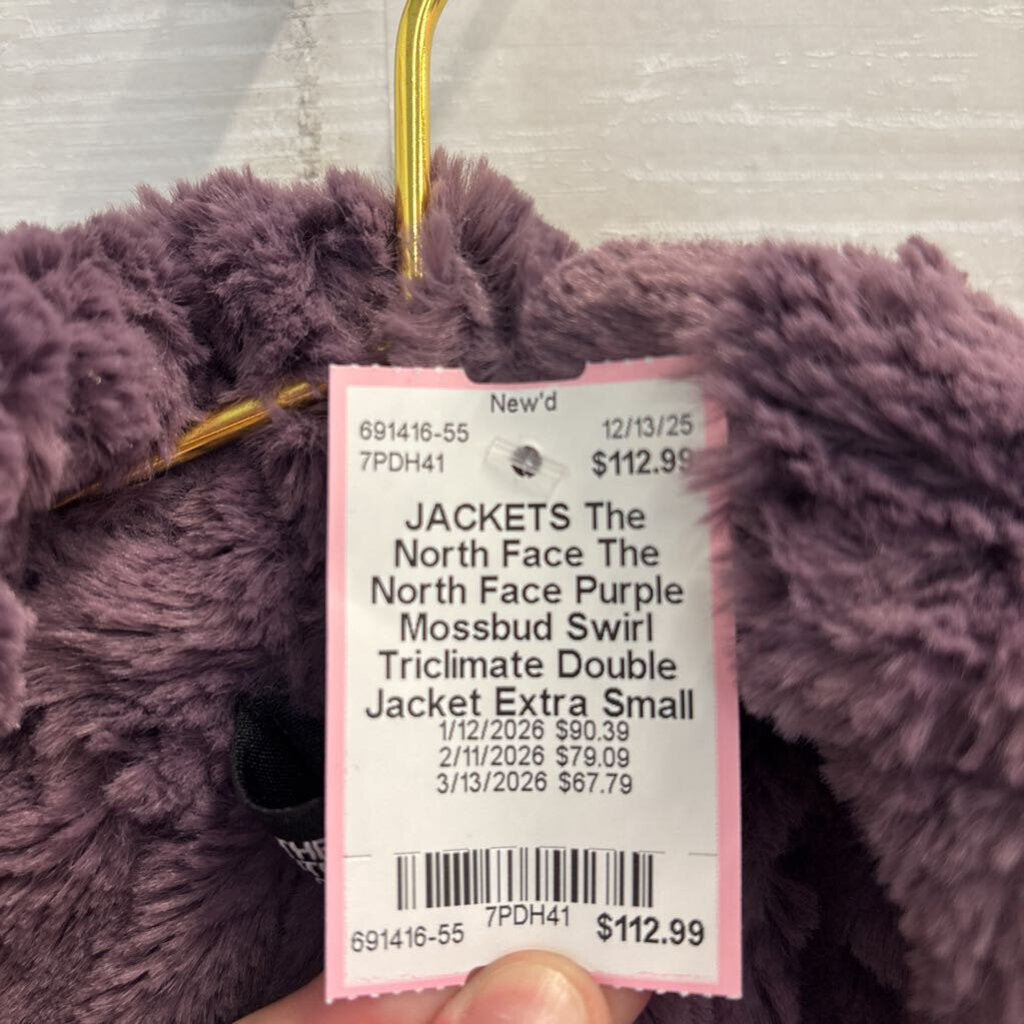 New'd
691416-55 12/13/25
7PDH41 $112.99
JACKETS The
North Face The
North Face Purple
Mossbud Swirl
Triclimate Double
Jacket Extra Small
1/12/2026 $90.39
2/11/2026 $79.09
3/13/2026 $67.79
7PDH41
691416-55 $112.99
THE